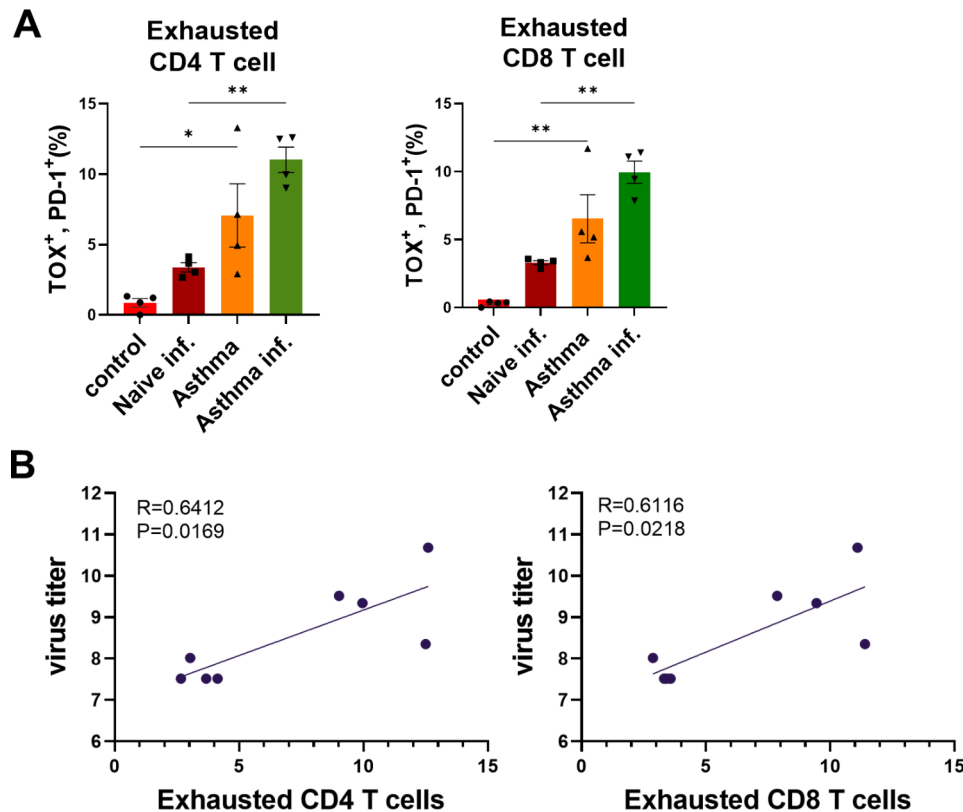 A
Exhausted
CD4 T cell
TOX⁺, PD-1⁺(%)
15
10
5
0
*
**
control
Naive inf.
Asthma
Asthma inf.
Exhausted
CD8 T cell
TOX⁺, PD-1⁺(%)
15
10
5
0
**
**
control
Naive inf.
Asthma
Asthma inf.
B
virus titer
12
11
10
9
8
7
6
R=0.6412
P=0.0169
0
5
10
15
Exhausted CD4 T cells
virus titer
12
11
10
9
8
7
6
R=0.6116
P=0.0218
0
5
10
15
Exhausted CD8 T cells